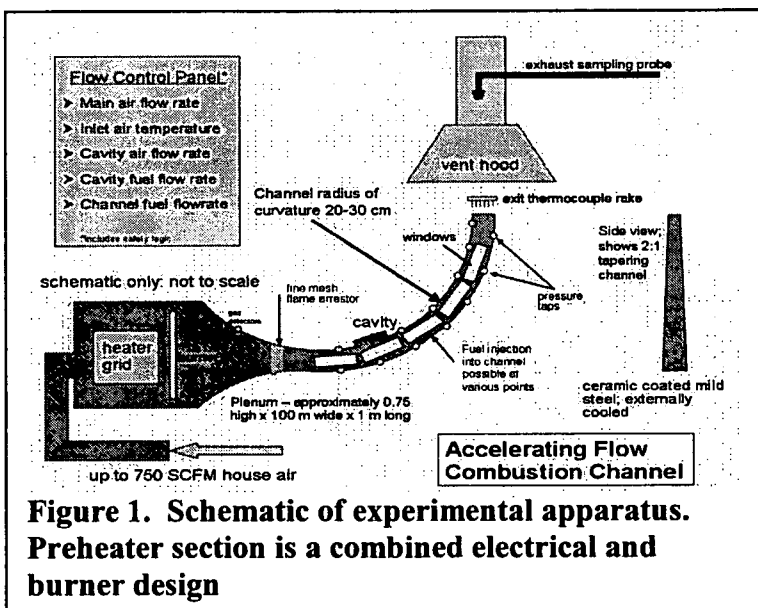 Flow Control Panel*
➤ Main air flow rate
➤ Inlet air temperature
➤ Cavity air flow rate
➤ Cavity fuel flow rate
➤ Channel fuel flowrate
*includes safety logic
exhaust sampling probe
vent hood
Channel radius of
curvature 20-30 cm
exit thermocouple rake
windows
Side view;
shows 2:1
tapering
channel
pressure
taps
schematic only: not to scale
fine mesh
flame arrestor
cavity
heater
grid
Fuel injection
into channel
possible at
various points
Plenum – approximately 0.75
high x 100 m wide x 1 m long
ceramic coated mild
steel; externally
cooled
up to 750 SCFM house air
Accelerating Flow
Combustion Channel
Figure 1. Schematic of experimental apparatus.
Preheater section is a combined electrical and
burner design